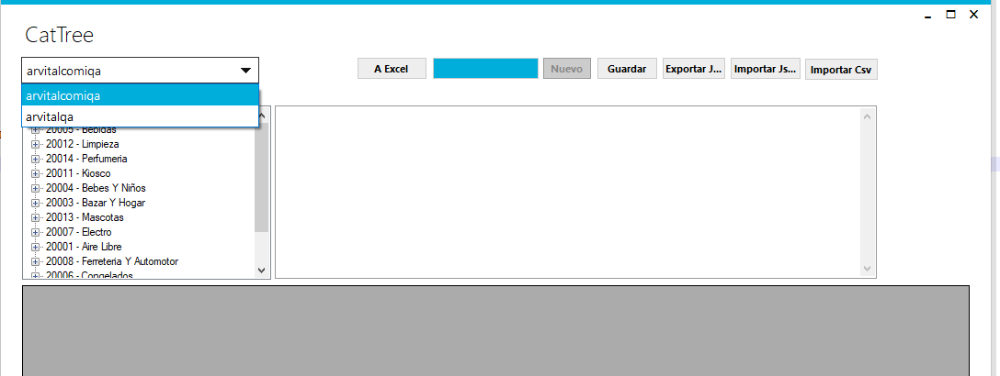 CatTree
arvitalcomiqa
A Excel
Nuevo
Guardar
Exportar J...
Importar Js...
Importar Csv
arvitalcomiqa
arvitalqa
20005 - Bebidas
20012 - Limpieza
20014 - Perfumeria
20011 - Kiosco
20004 - Bebes Y Niños
20003 - Bazar Y Hogar
20013 - Mascotas
20007 - Electro
20001 - Aire Libre
20008 - Ferreteria Y Automotor
20006 - Congelados